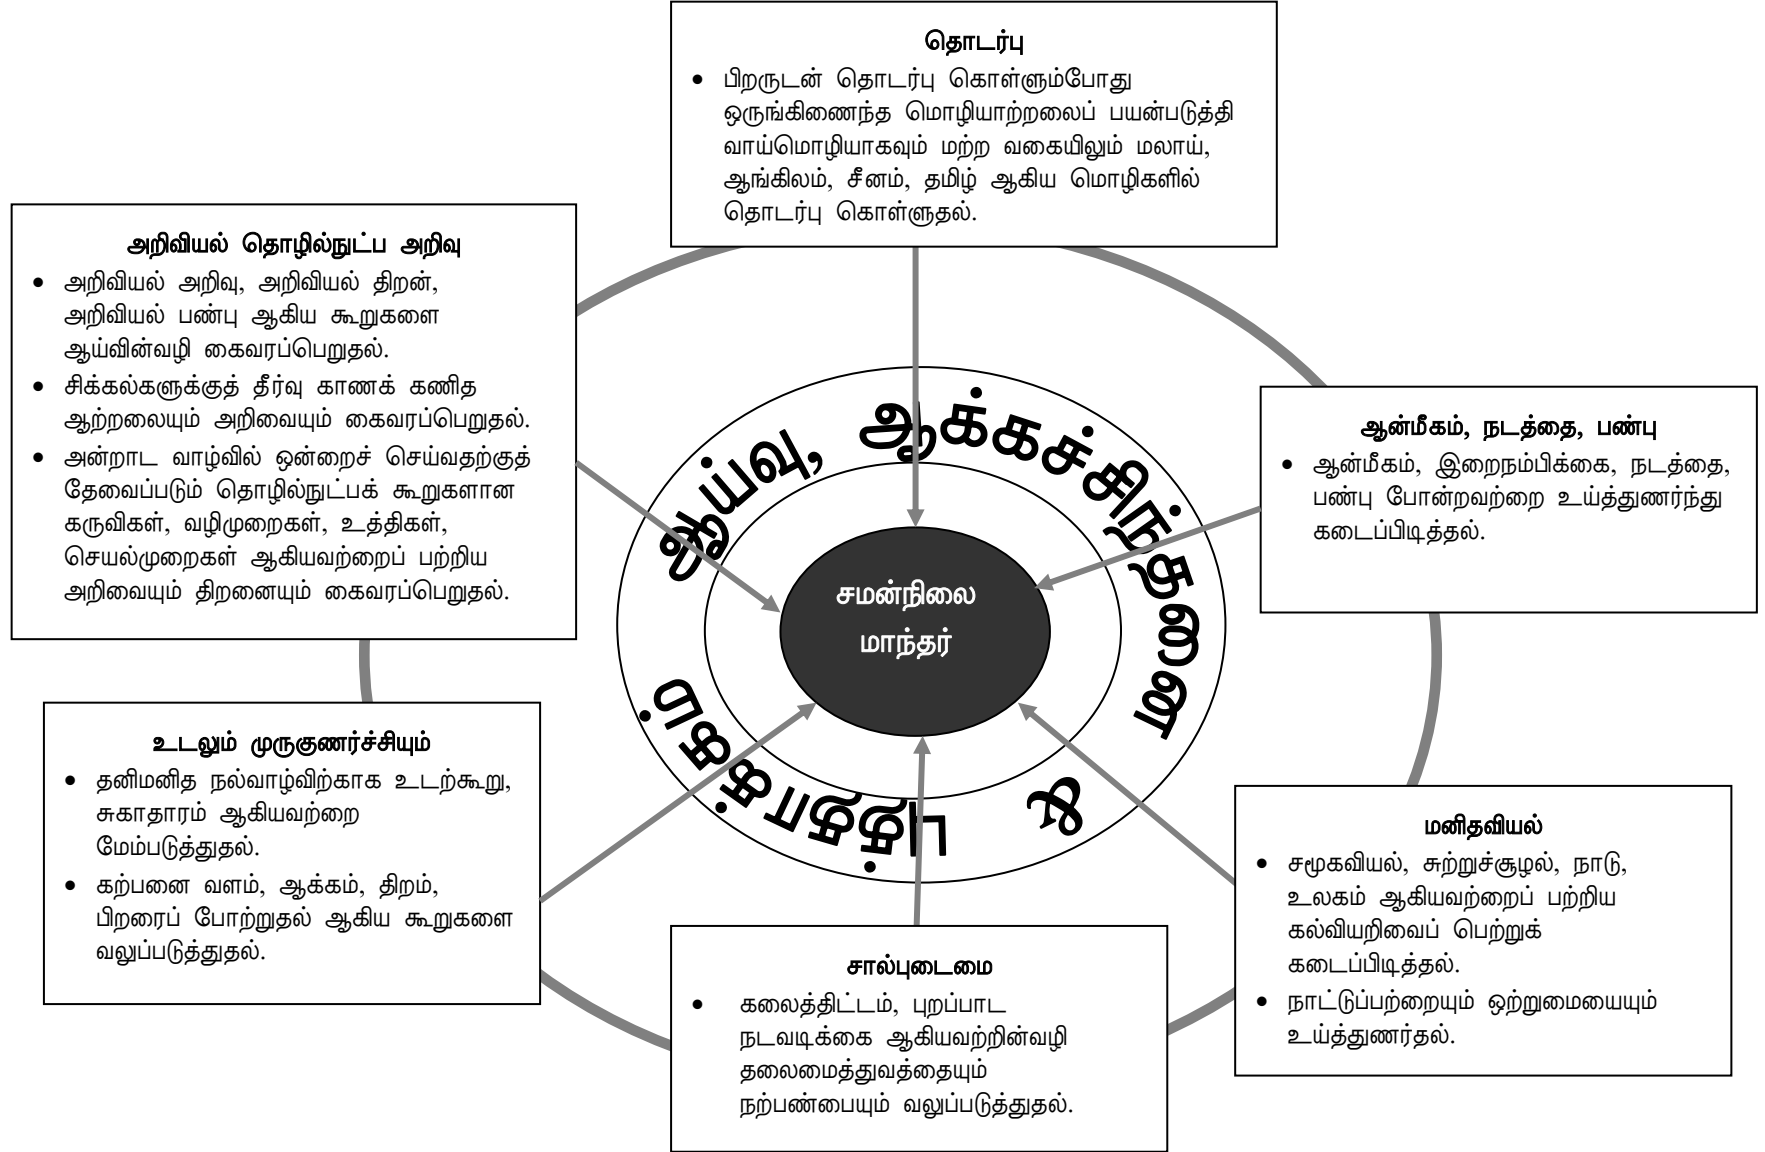 தொடர்பு
• பிறருடன் தொடர்பு கொள்ளும்போது
ஒருங்கிணைந்த மொழியாற்றலைப் பயன்படுத்தி
வாய்மொழியாகவும் மற்ற வகையிலும் மலாய்,
ஆங்கிலம், சீனம், தமிழ் ஆகிய மொழிகளில்
தொடர்பு கொள்ளுதல்.
அறிவியல் தொழில்நுட்ப அறிவு
• அறிவியல் அறிவு, அறிவியல் திறன்,
அறிவியல் பண்பு ஆகிய கூறுகளை
ஆய்வின்வழி கைவரப்பெறுதல்.
• சிக்கல்களுக்குத் தீர்வு காணக் கணித
ஆற்றலையும் அறிவையும் கைவரப்பெறுதல்.
• அன்றாட வாழ்வில் ஒன்றைச் செய்வதற்குத்
தேவைப்படும் தொழில்நுட்பக் கூறுகளான
கருவிகள், வழிமுறைகள், உத்திகள்,
செயல்முறைகள் ஆகியவற்றைப் பற்றிய
அறிவையும் திறனையும் கைவரப்பெறுதல்.
ஆன்மீகம், நடத்தை, பண்பு
• ஆன்மீகம், இறைநம்பிக்கை, நடத்தை,
பண்பு போன்றவற்றை உய்த்துணர்ந்து
கடைப்பிடித்தல்.
ஆய்வு, ஆக்கச்சிந்தனை & புத்தாக்கம்
சமன்நிலை
மாந்தர்
உடலும் முருகுணர்ச்சியும்
• தனிமனித நல்வாழ்விற்காக உடற்கூறு,
சுகாதாரம் ஆகியவற்றை
மேம்படுத்துதல்.
• கற்பனை வளம், ஆக்கம், திறம்,
பிறரைப் போற்றுதல் ஆகிய கூறுகளை
வலுப்படுத்துதல்.
மனிதவியல்
• சமூகவியல், சுற்றுச்சூழல், நாடு,
உலகம் ஆகியவற்றைப் பற்றிய
கல்வியறிவைப் பெற்றுக்
கடைப்பிடித்தல்.
• நாட்டுப்பற்றையும் ஒற்றுமையையும்
உய்த்துணர்தல்.
சால்புடைமை
• கலைத்திட்டம், புறப்பாட
நடவடிக்கை ஆகியவற்றின்வழி
தலைமைத்துவத்தையும்
நற்பண்பையும் வலுப்படுத்துதல்.